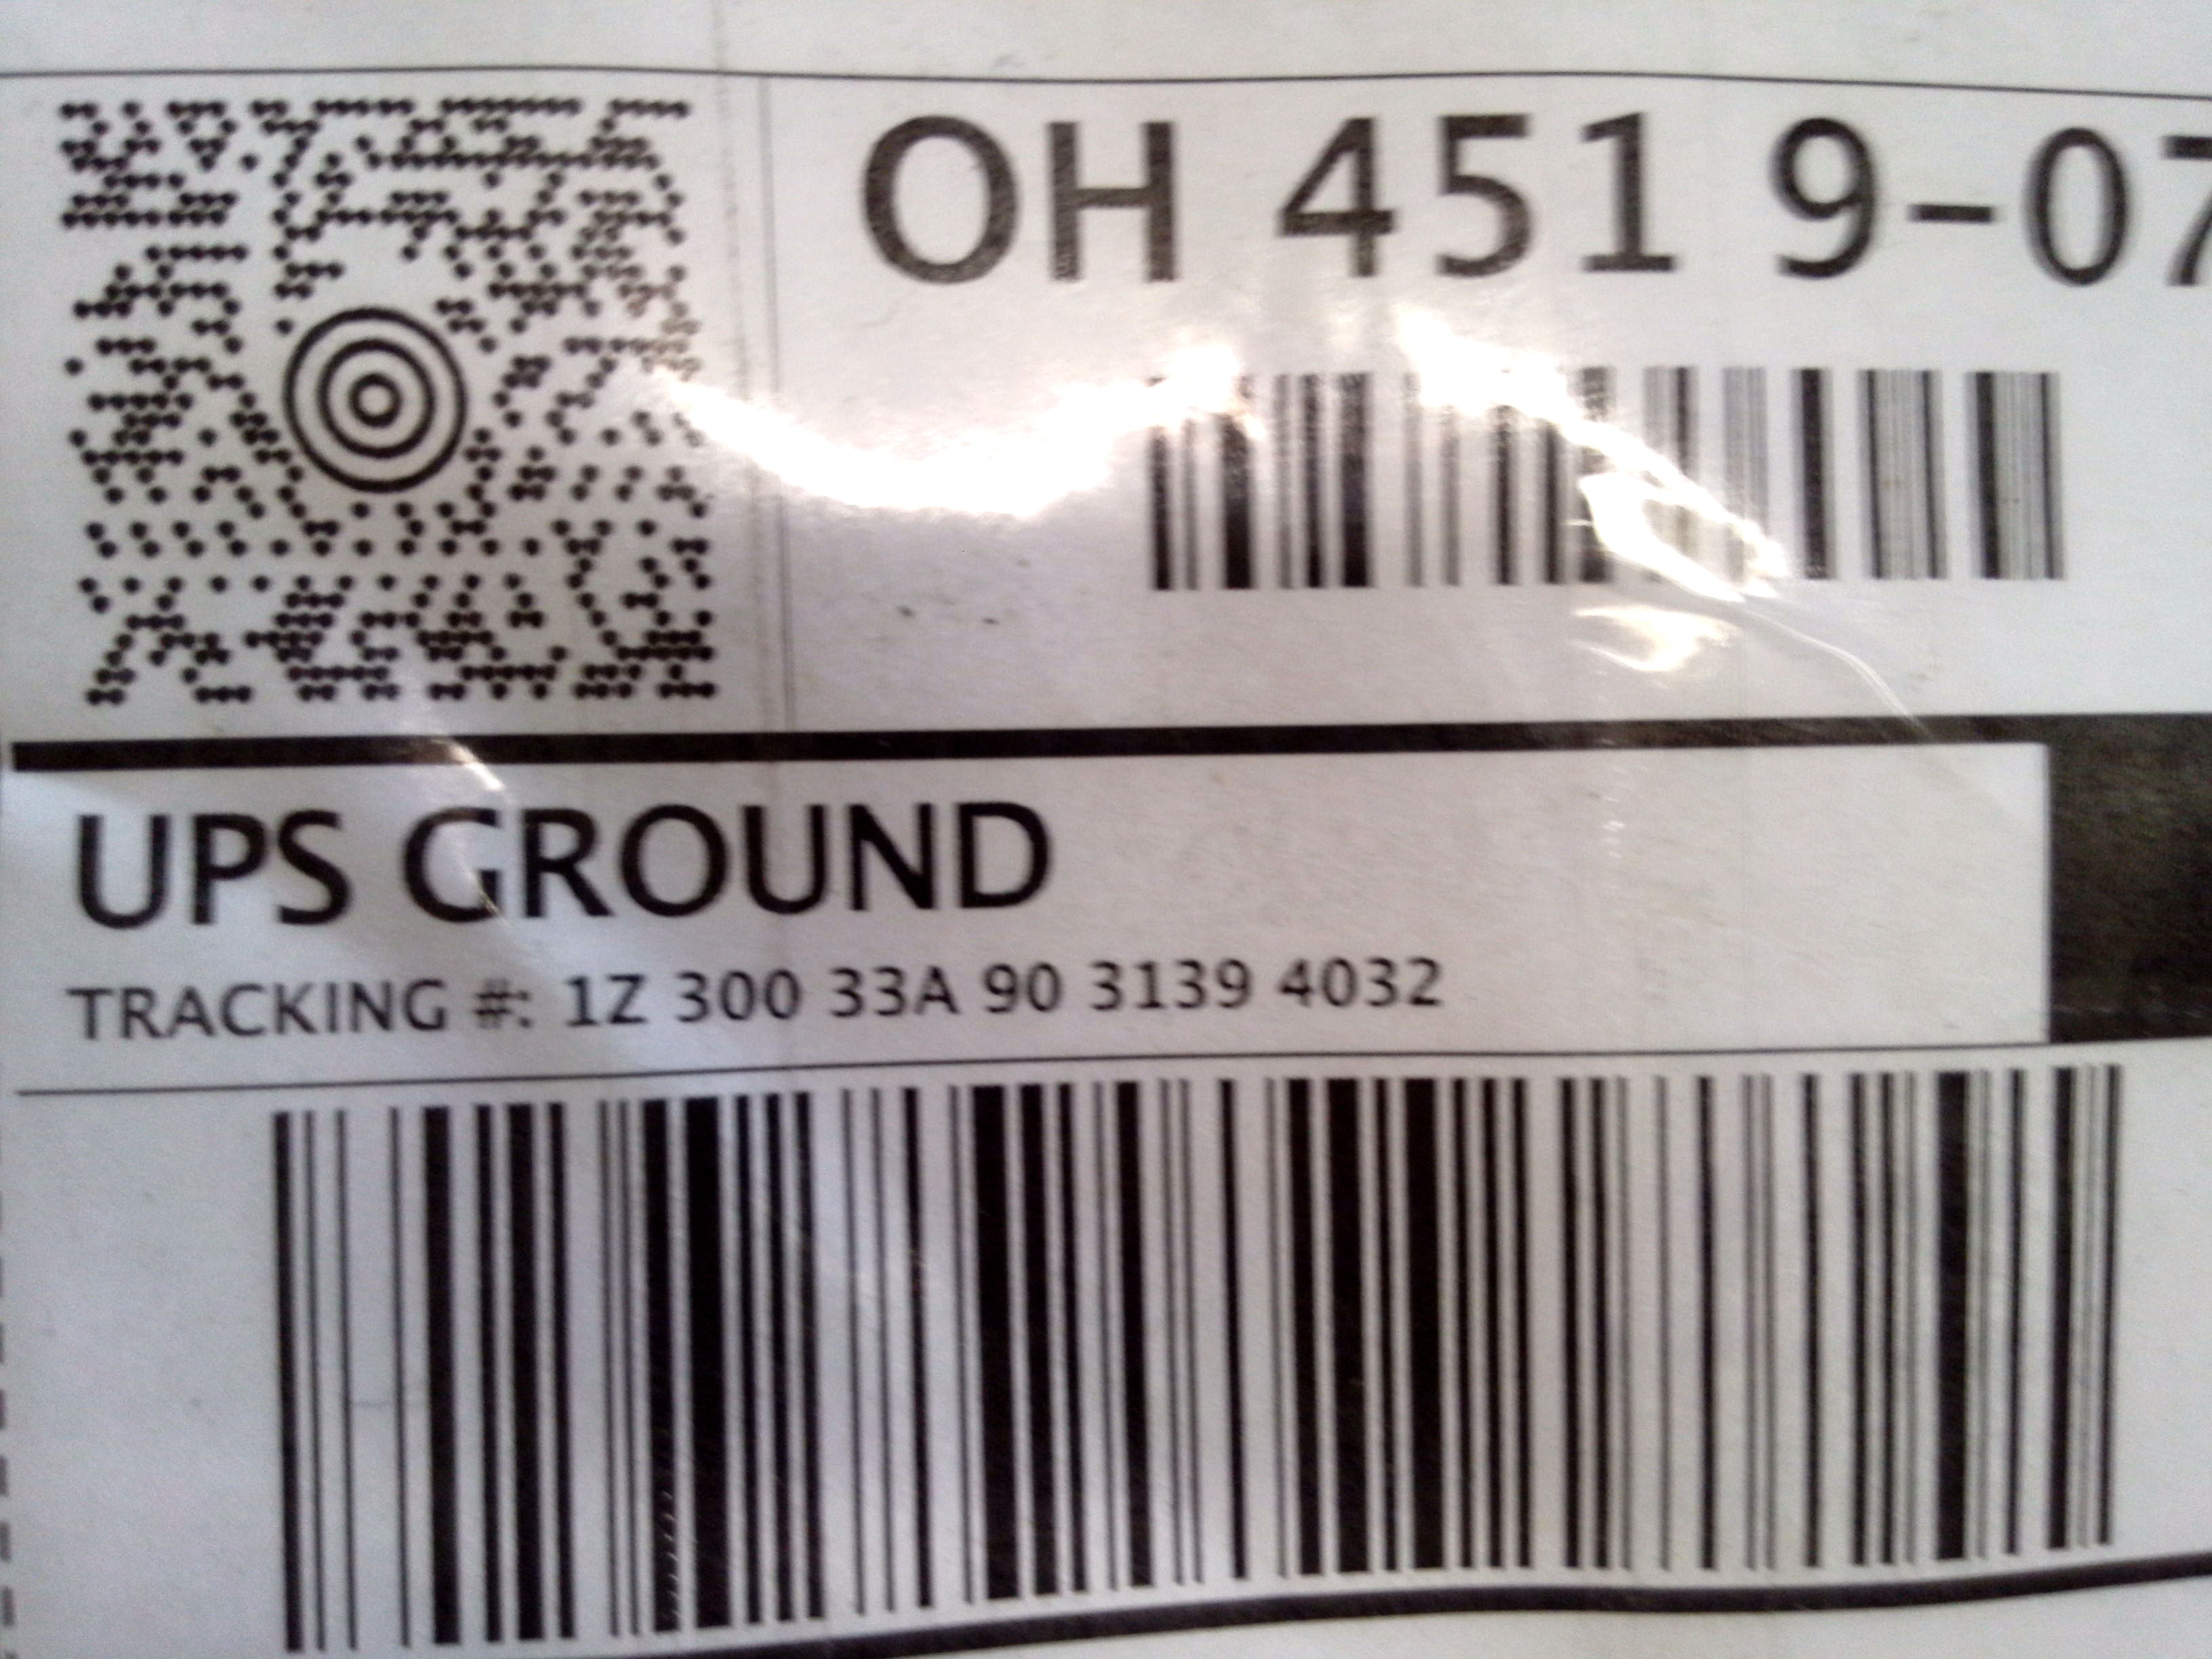 OH 451 9-07
UPS GROUND
TRACKING #: 1Z 300 33A 90 3139 4032